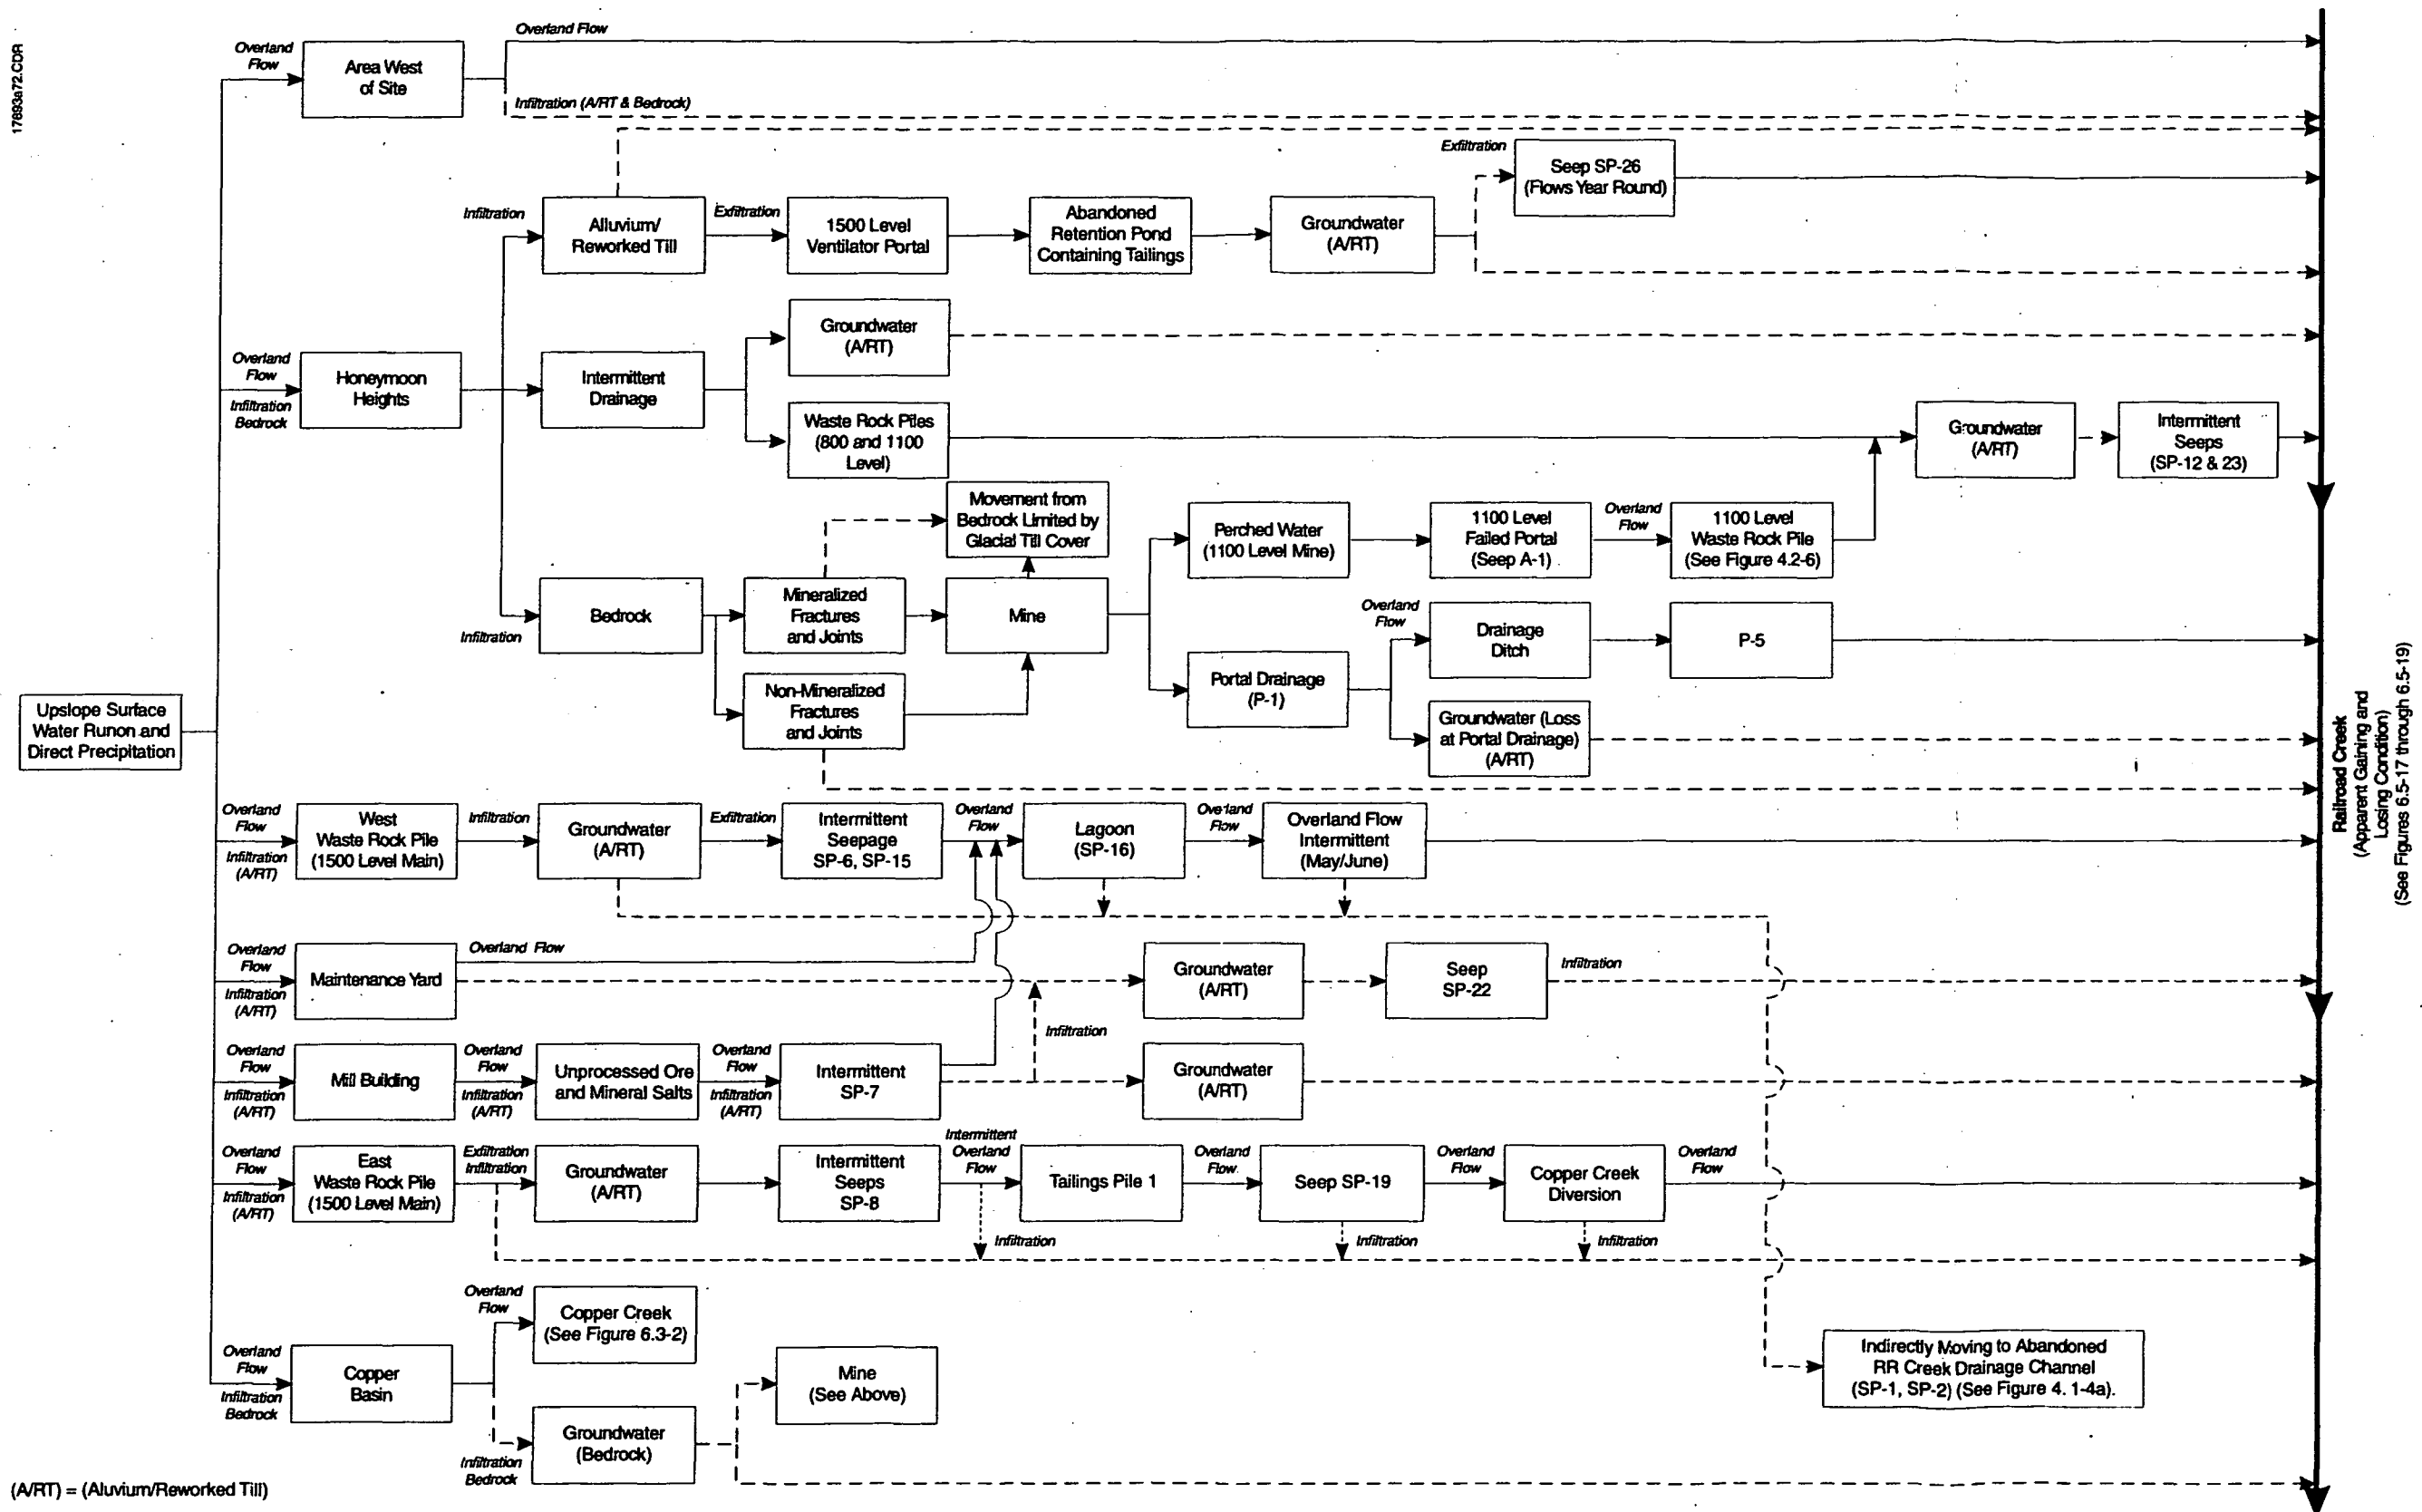 17693a72.CDR
Overland Flow
Overland
Flow
Area West
of Site
Infiltration (A/RT & Bedrock)
Exfiltration
Seep SP-26
(Flows Year Round)
Infiltration
Alluvium/
Reworked Till
Exfiltration
1500 Level
Ventilator Portal
Abandoned
Retention Pond
Containing Tailings
Groundwater
(A/RT)
Groundwater
(A/RT)
Overland
Flow
Infiltration
Bedrock
Honeymoon
Heights
Intermittent
Drainage
Waste Rock Piles
(800 and 1100
Level)
Groundwater
(A/RT)
Intermittent
Seeps
(SP-12 & 23)
Movement from
Bedrock Limited by
Glacial Till Cover
Perched Water
(1100 Level Mine)
1100 Level
Failed Portal
(Seep A-1)
Overland
Flow
1100 Level
Waste Rock Pile
(See Figure 4.2-6)
Infiltration
Bedrock
Mineralized
Fractures
and Joints
Mine
Overland
Flow
Drainage
Ditch
P-5
Non-Mineralized
Fractures
and Joints
Portal Drainage
(P-1)
Groundwater (Loss
at Portal Drainage)
(A/RT)
Upslope Surface
Water Runon and
Direct Precipitation
Railroad Creek
(Apparent Gaining and
Losing Condition)
(See Figures 6.5-17 through 6.5-19)
Overland
Flow
Infiltration
(A/RT)
West
Waste Rock Pile
(1500 Level Main)
Infiltration
Groundwater
(A/RT)
Exfiltration
Intermittent
Seepage
SP-6, SP-15
Overland
Flow
Lagoon
(SP-16)
Overland
Flow
Overland Flow
Intermittent
(May/June)
Overland
Flow
Infiltration
(A/RT)
Maintenance Yard
Overland Flow
Groundwater
(A/RT)
Seep
SP-22
Infiltration
Infiltration
Overland
Flow
Infiltration
(A/RT)
Mill Building
Overland
Flow
Infiltration
(A/RT)
Unprocessed Ore
and Mineral Salts
Overland
Flow
Infiltration
(A/RT)
Intermittent
SP-7
Groundwater
(A/RT)
Overland
Flow
Infiltration
(A/RT)
East
Waste Rock Pile
(1500 Level Main)
Exfiltration
Infiltration
Groundwater
(A/RT)
Intermittent
Seeps
SP-8
Intermittent
Overland
Flow
Tailings Pile 1
Overland
Flow
Seep SP-19
Overland
Flow
Copper Creek
Diversion
Overland
Flow
Infiltration
Infiltration
Infiltration
Overland
Flow
Copper Creek
(See Figure 6.3-2)
Overland
Flow
Infiltration
Bedrock
Copper
Basin
Mine
(See Above)
Infiltration
Bedrock
Groundwater
(Bedrock)
Indirectly Moving to Abandoned
RR Creek Drainage Channel
(SP-1, SP-2) (See Figure 4. 1-4a).
(A/RT) = (Aluvium/Reworked Till)